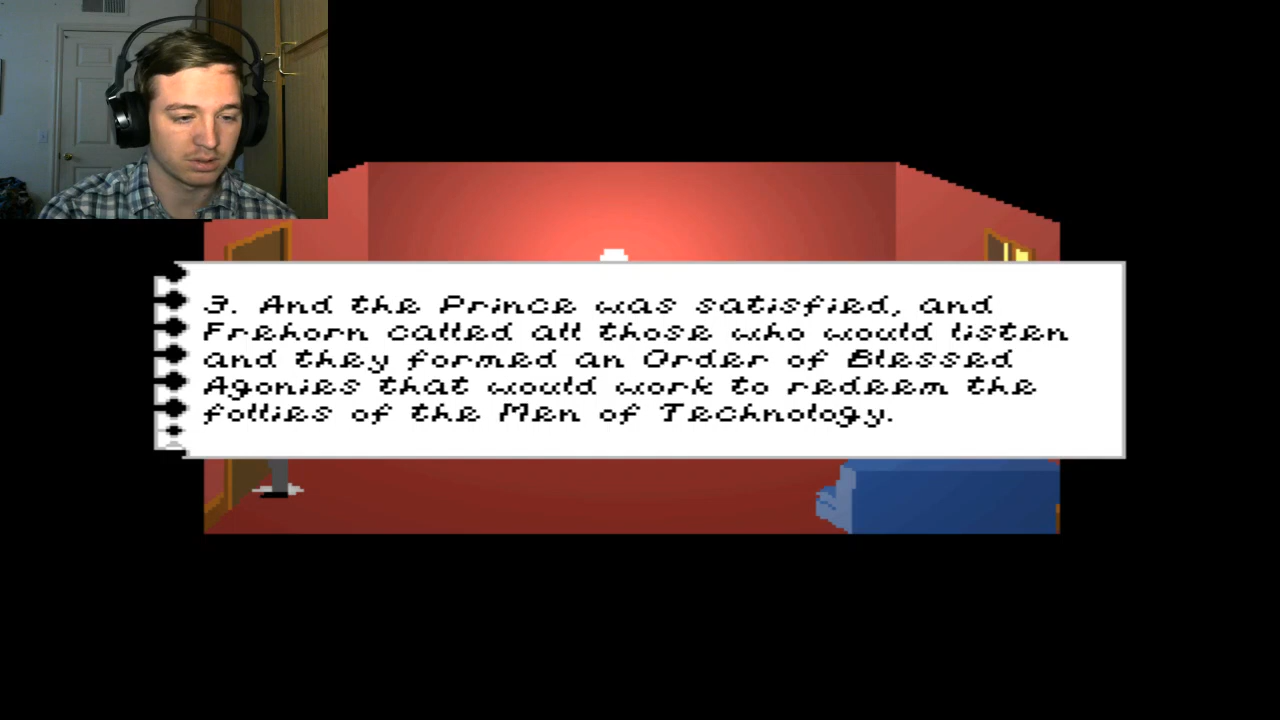 3. And the Prince was satisfied, and
Frehorn called all those who would listen
and they formed an Order of Blessed
Agonies that would work to redeem the
follies of the Men of Technology.